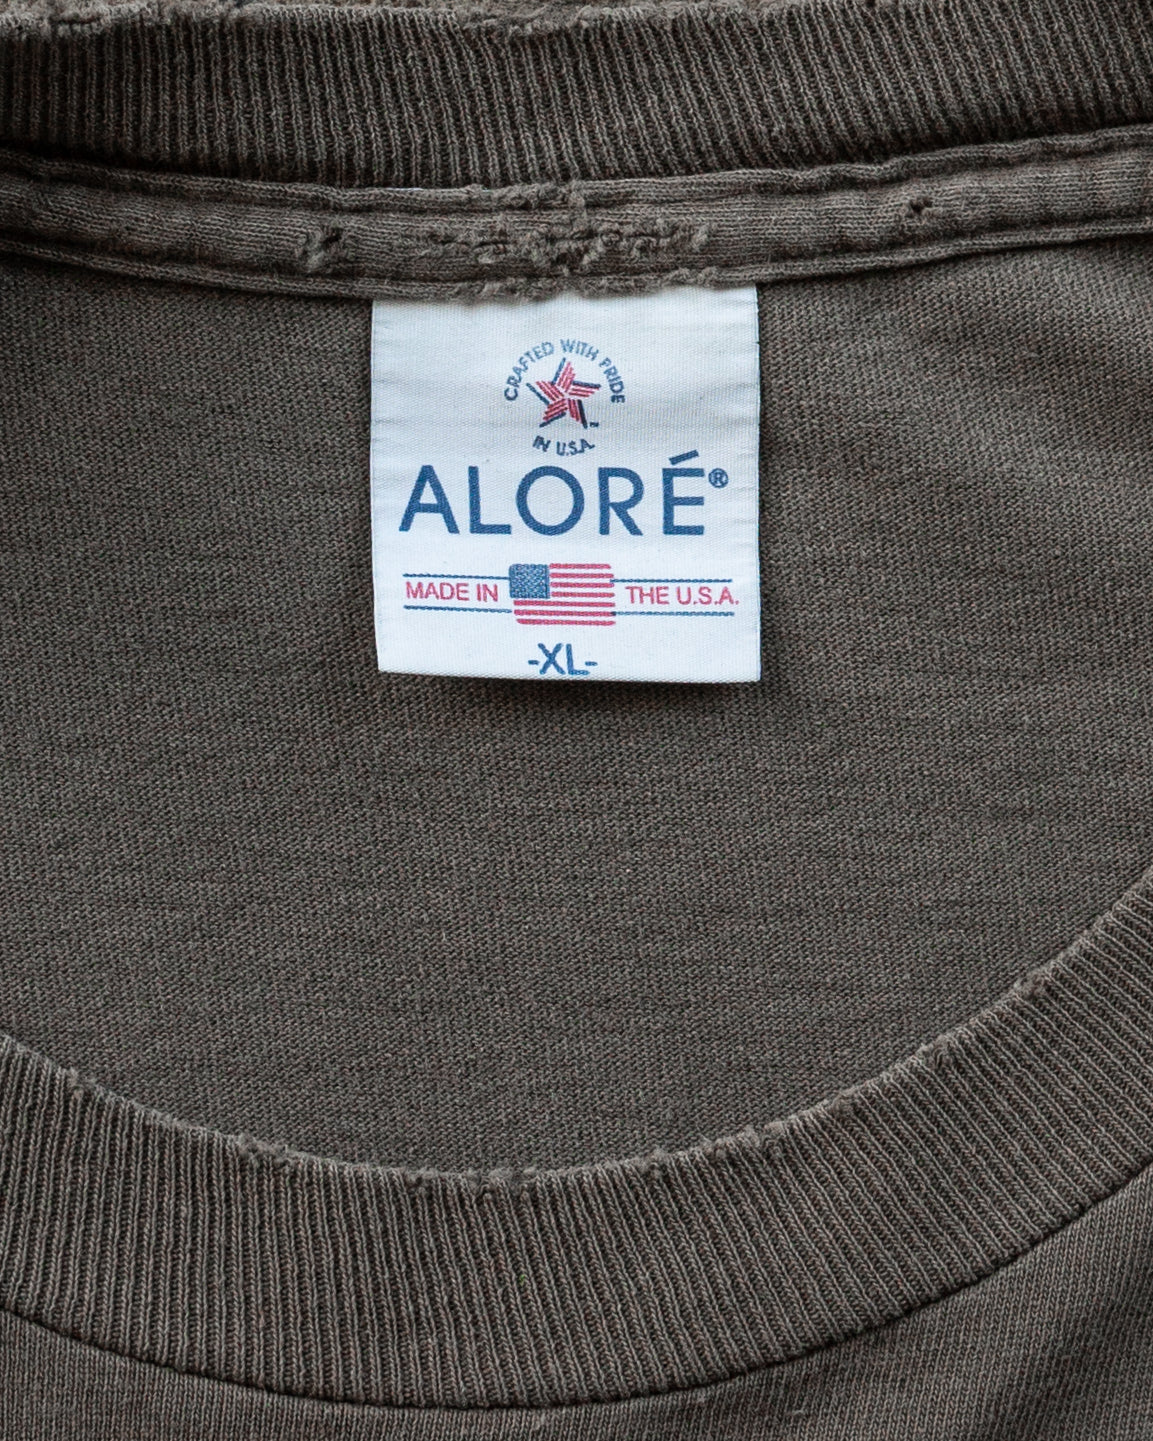 CRAFTED WITH PRIDE
IN U.S.A.
ALORÉ®
MADE IN THE U.S.A.
-XL-